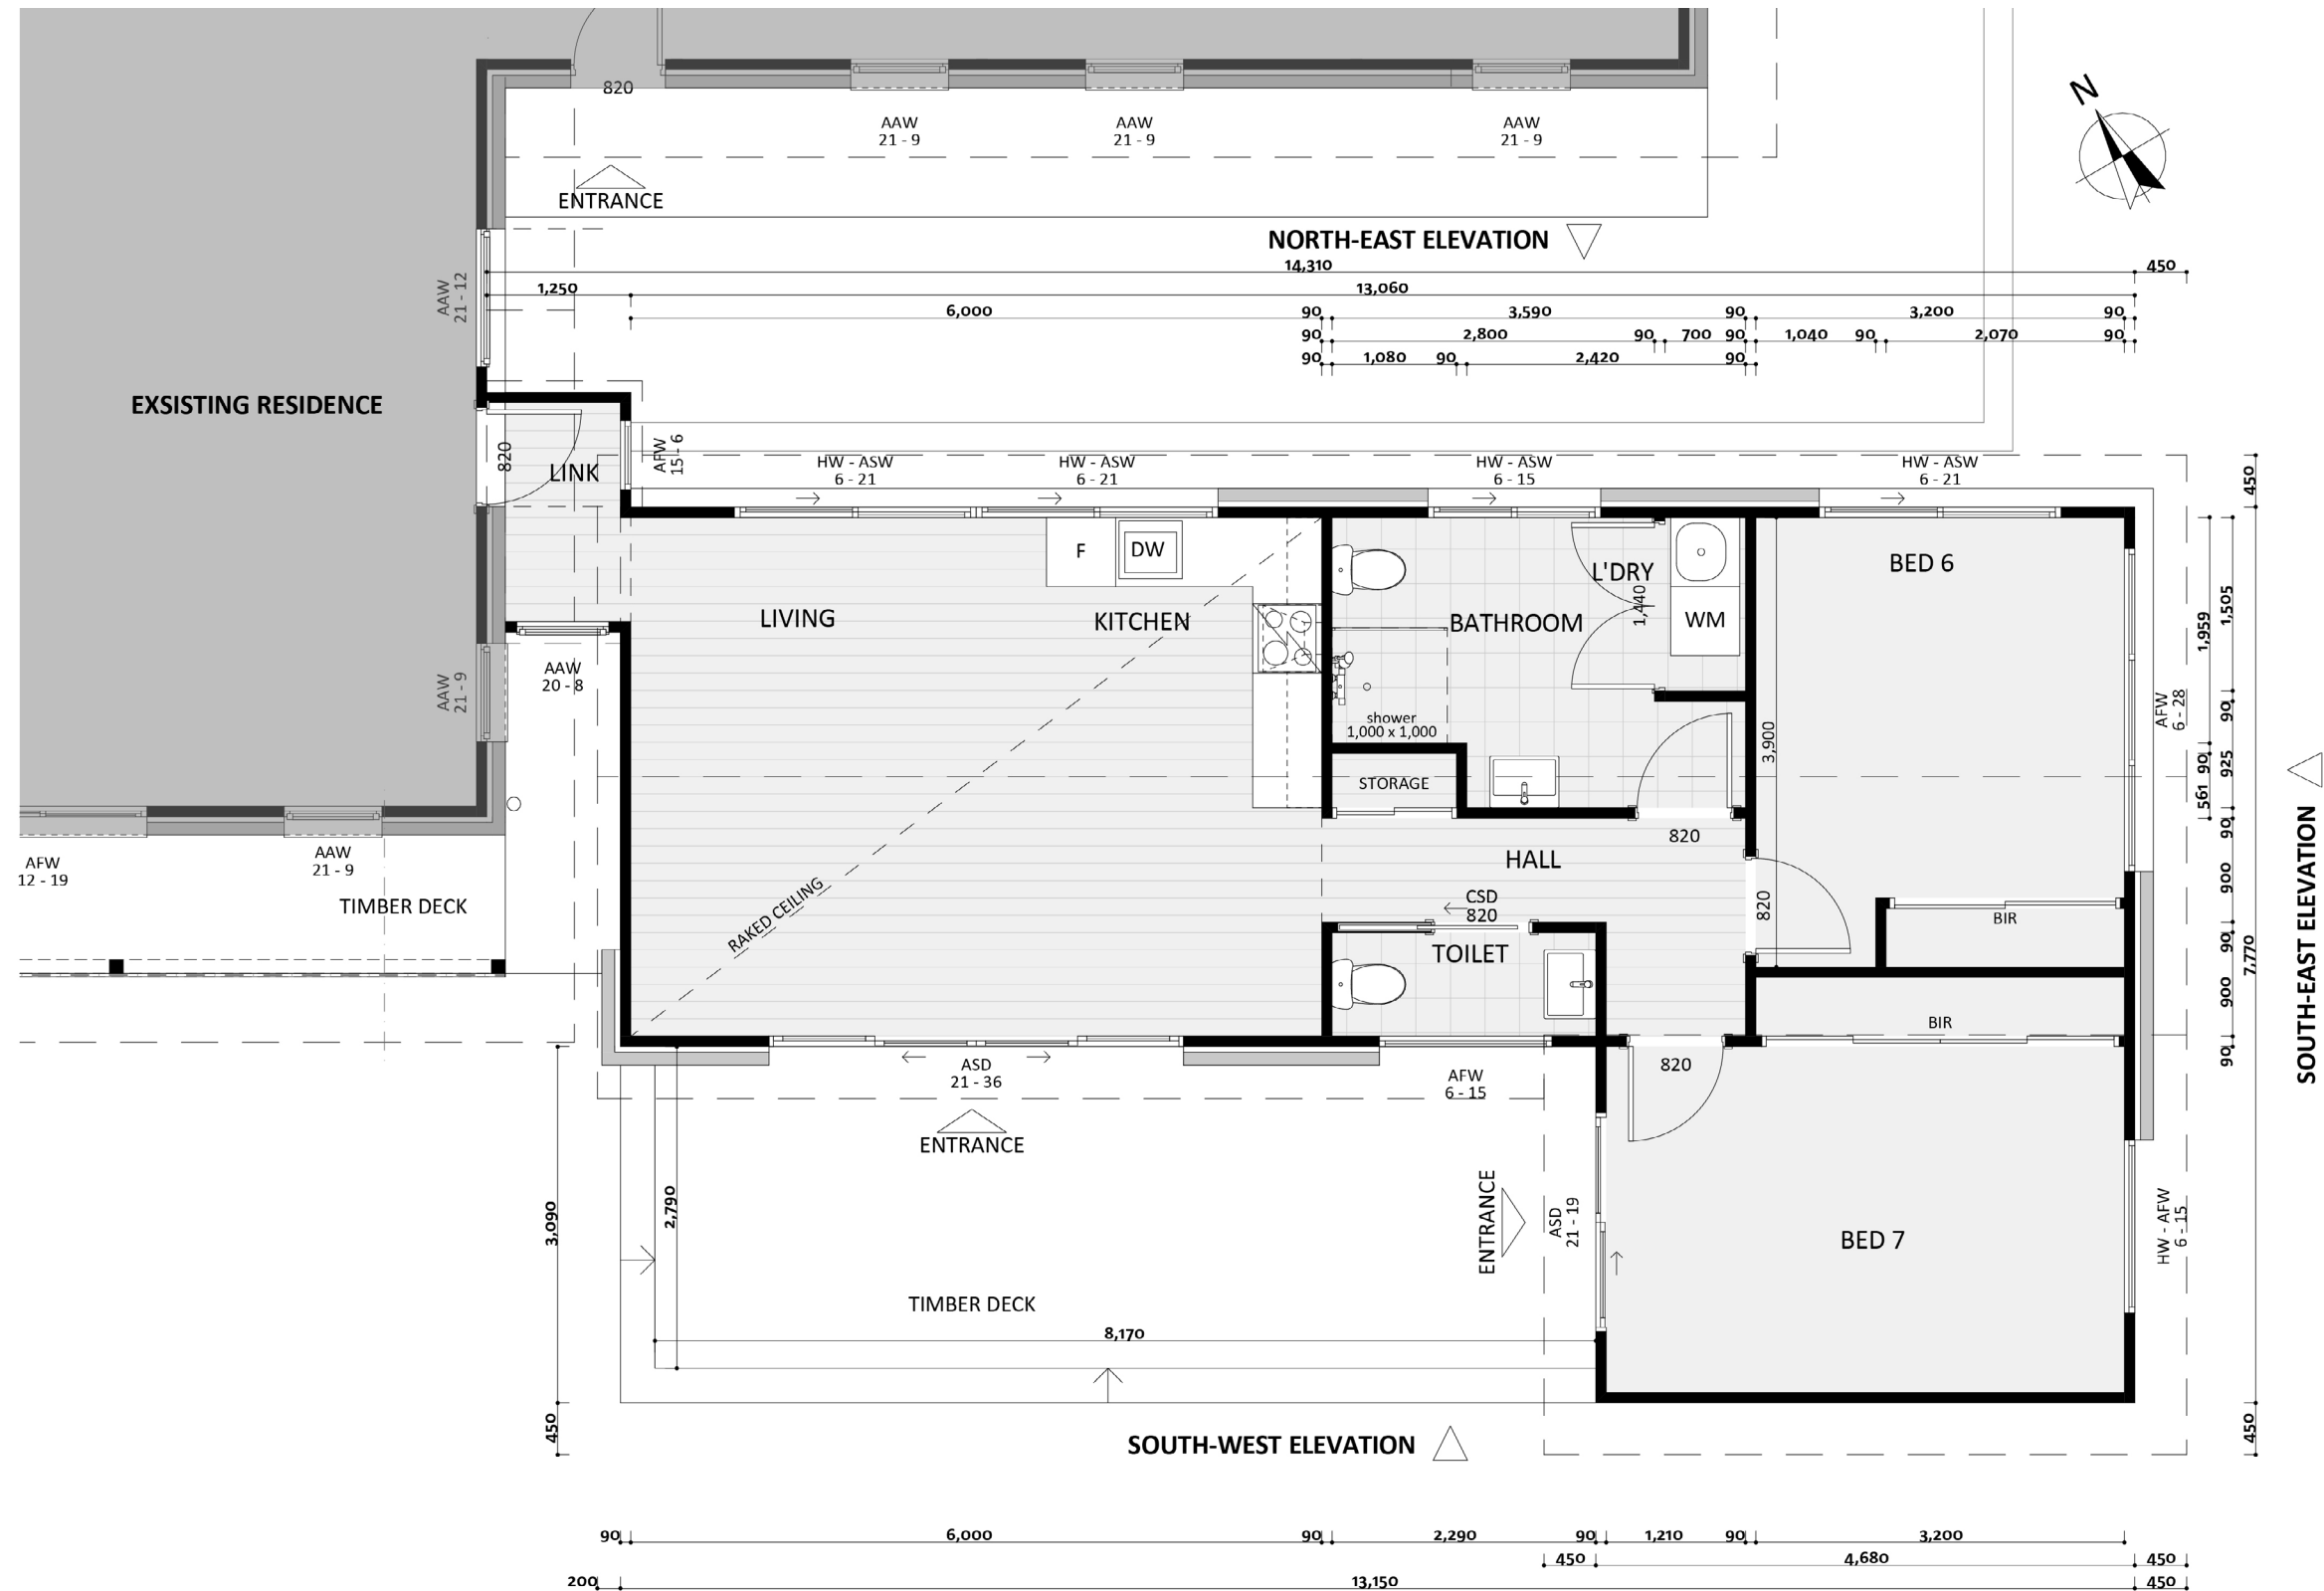 820
N
AAW
21 - 9
AAW
21 - 9
AAW
21 - 9
ENTRANCE
NORTH-EAST ELEVATION
14,310
450
AAW
21 - 12
1,250
13,060
6,000
90
3,590
90
3,200
90
90
2,800
90
700
90
1,040
90
2,070
90
90
1,080
90
2,420
90
EXSISTING RESIDENCE
820
LINK
AFW
15 - 6
HW - ASW
6 - 21
HW - ASW
6 - 21
HW - ASW
6 - 15
HW - ASW
6 - 21
450
F
DW
L'DRY
1,440
BED 6
LIVING
KITCHEN
BATHROOM
WM
1,959
1,505
AAW
20 - 8
AAW
21 - 9
shower
1,000 x 1,000
3,900
AFW
6 - 28
90
90
925
561
STORAGE
820
90
HALL
AAW
21 - 9
AFW
12 - 19
TIMBER DECK
RAKED CEILING
CSD
820
820
BIR
900
90
7,770
SOUTH-EAST ELEVATION
TOILET
900
BIR
90
ASD
21 - 36
AFW
6 - 15
820
ENTRANCE
3,090
2,790
ENTRANCE
ASD
21 - 19
BED 7
HW - AFW
6 - 15
TIMBER DECK
8,170
450
SOUTH-WEST ELEVATION
450
90
6,000
90
2,290
90
1,210
90
3,200
450
4,680
450
200
13,150
450